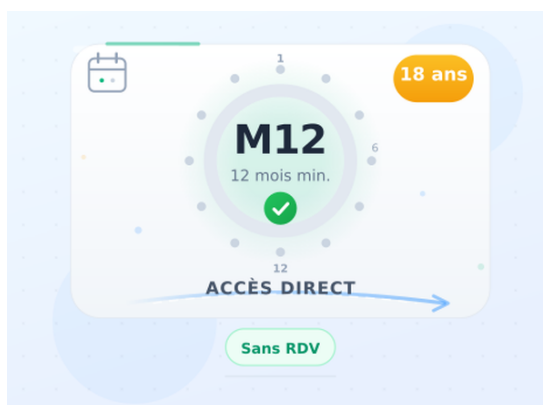 1
18 ans
M12
6
12 mois min.
12
ACCÈS DIRECT
Sans RDV